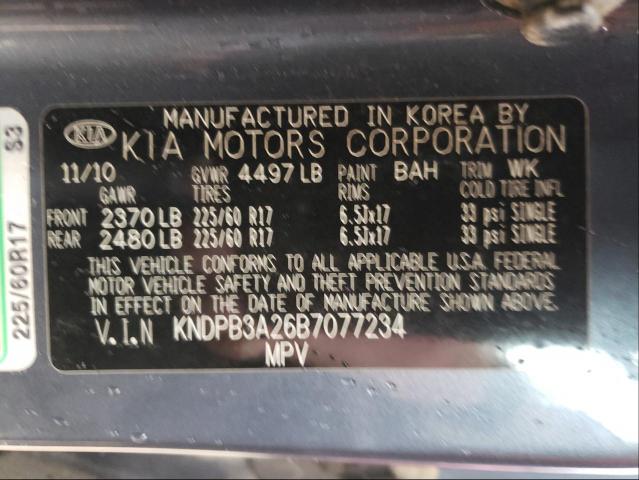 MANUFACTURED IN KOREA BY
KIA KIA MOTORS CORPORATION
11/10 GVWR 4497 LB PAINT BAH TRIM WK
GAWR TIRES RIMS COLD TIRE INFL
FRONT 2370 LB 225/60 R17 6.5Jx17 33 psi SINGLE
REAR 2480 LB 225/60 R17 6.5Jx17 33 psi SINGLE
THIS VEHICLE CONFORMS TO ALL APPLICABLE U.S.A. FEDERAL
MOTOR VEHICLE SAFETY AND THEFT PREVENTION STANDARDS
IN EFFECT ON THE DATE OF MANUFACTURE SHOWN ABOVE.
V.I.N KNDPB3A26B7077234
MPV
225/60R17 S3